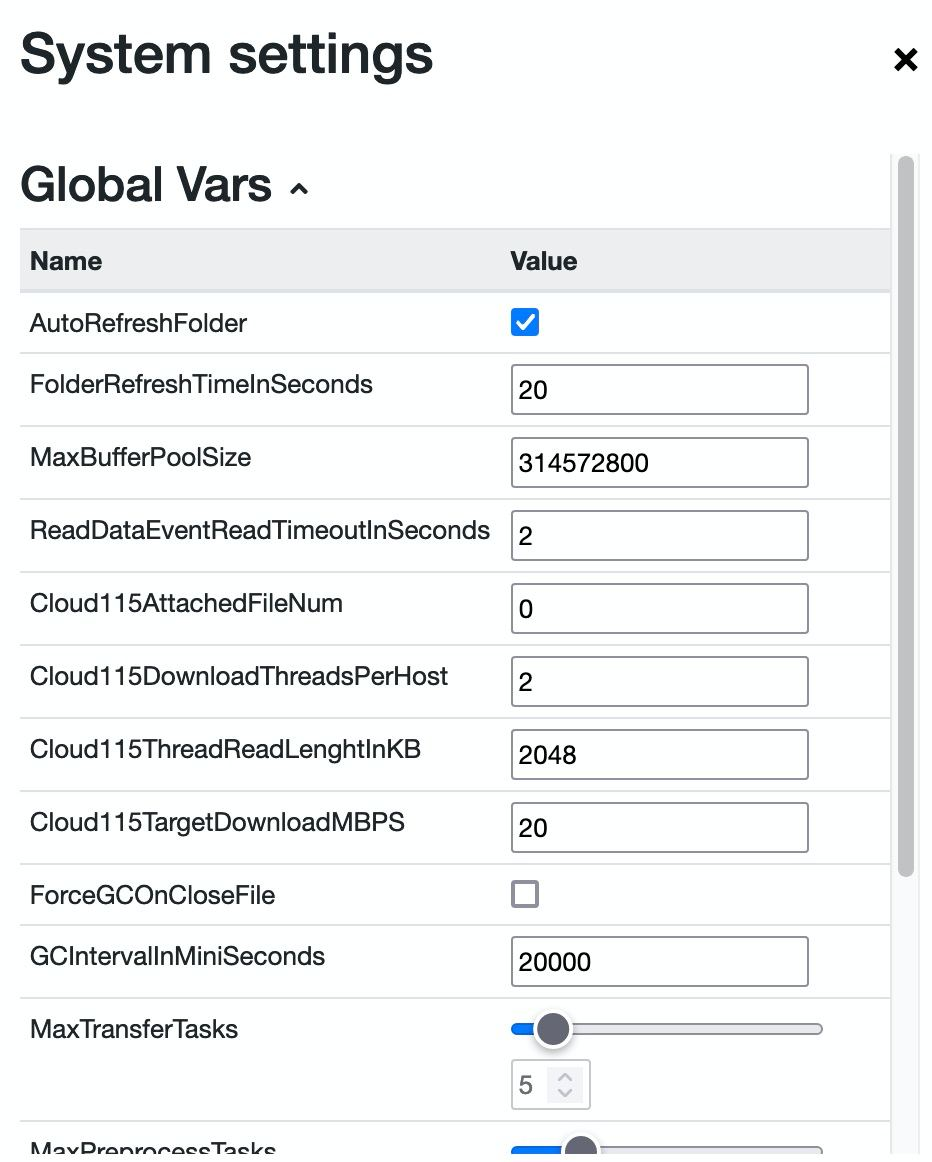 System settings
Global Vars
Name Value
AutoRefreshFolder
FolderRefreshTimeInSeconds 20
MaxBufferPoolSize 314572800
ReadDataEventReadTimeoutInSeconds 2
Cloud115AttachedFileNum 0
Cloud115DownloadThreadsPerHost 2
Cloud115ThreadReadLenghtInKB 2048
Cloud115TargetDownloadMBPS 20
ForceGCOnCloseFile
GCIntervalInMiniSeconds 20000
MaxTransferTasks
5
MaxPreprocessTasks